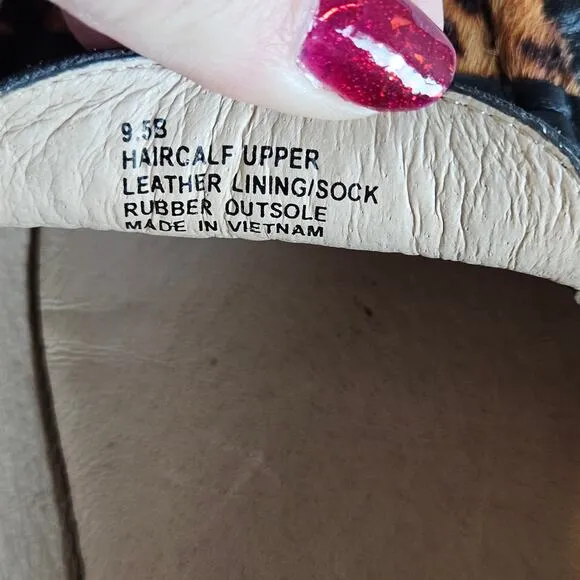 9.5B
HAIRCALF UPPER
LEATHER LINING/SOCK
RUBBER OUTSOLE
MADE IN VIETNAM